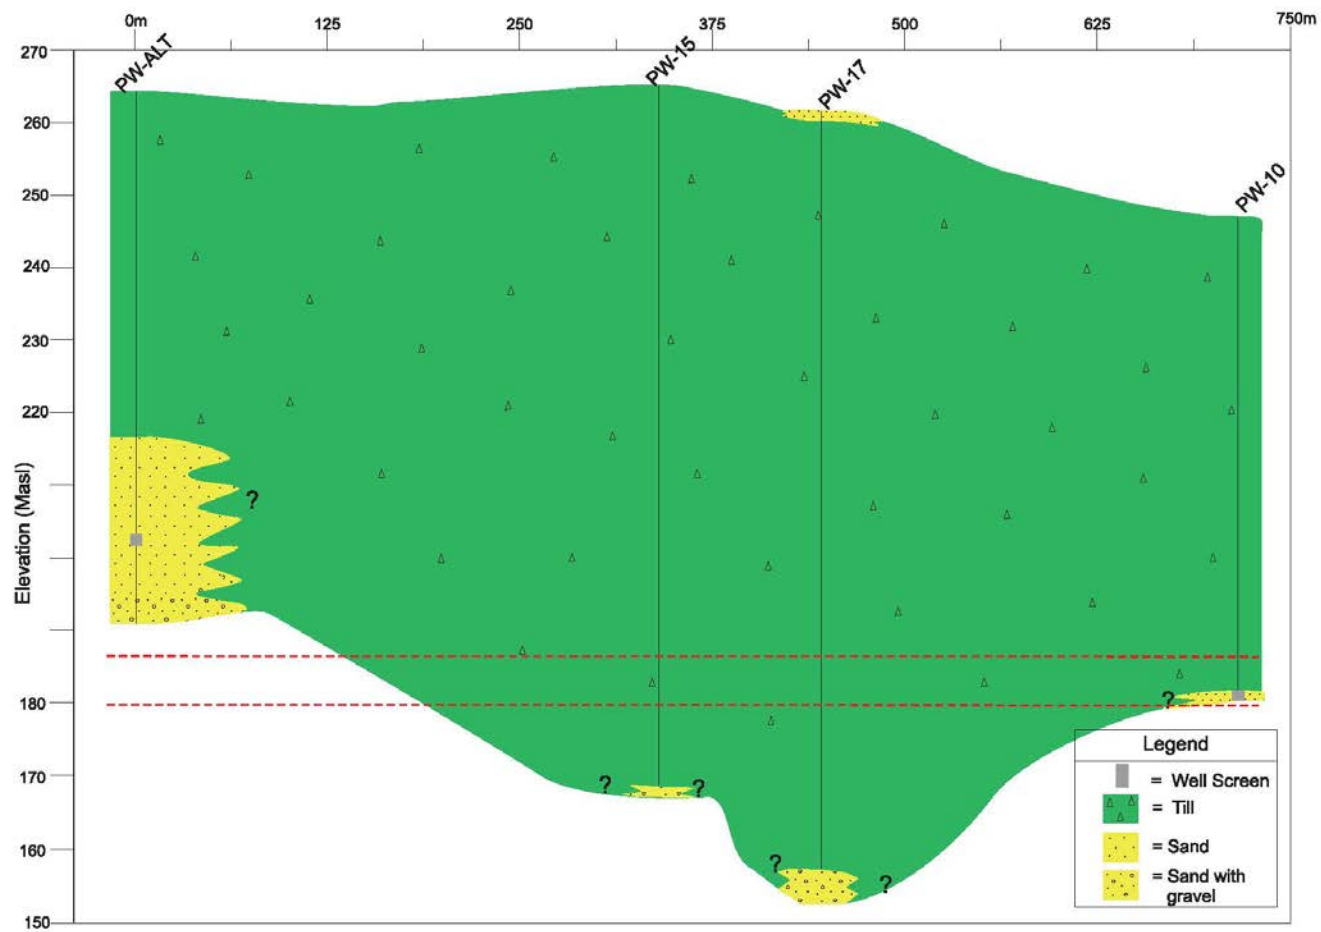 0m 125 250 375 500 625 750m
PW-ALT
PW-15
PW-17
PW-10
270
260
250
240
230
220
180
170
160
150
Elevation (Masl)
?
?
?
?
?
?
Legend
= Well Screen
= Till
= Sand
= Sand with
gravel